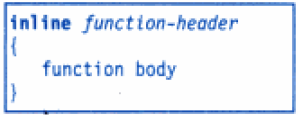 inline function-header
{
function body
}